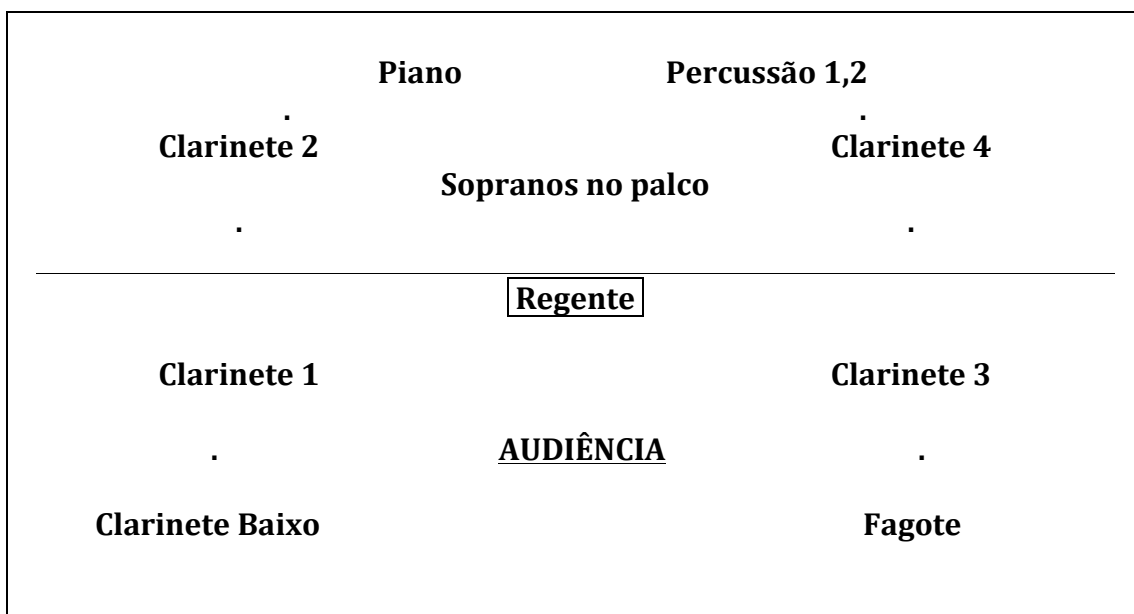 Piano Percussão 1,2
. .
Clarinete 2 Clarinete 4
Sopranos no palco
. .
Regente
Clarinete 1 Clarinete 3
. AUDIÊNCIA .
Clarinete Baixo Fagote